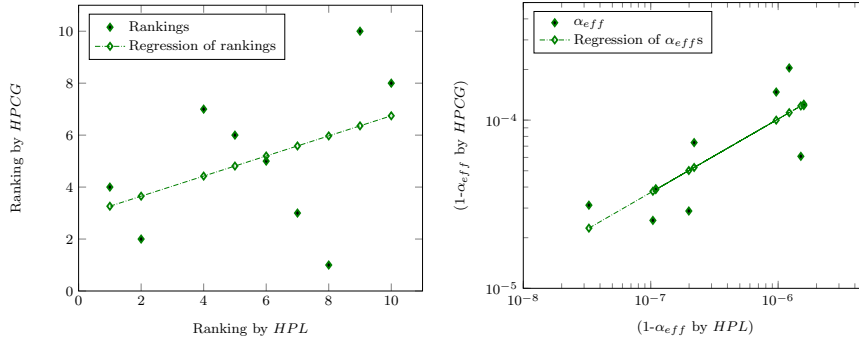 Rankings
Regression of rankings
10
8
6
4
2
0
0
2
4
6
8
10
Ranking by HPCG
Ranking by HPL
α_eff
Regression of α_effs
10⁻⁴
10⁻⁵
10⁻⁸
10⁻⁷
10⁻⁶
(1-α_eff by HPCG)
(1-α_eff by HPL)